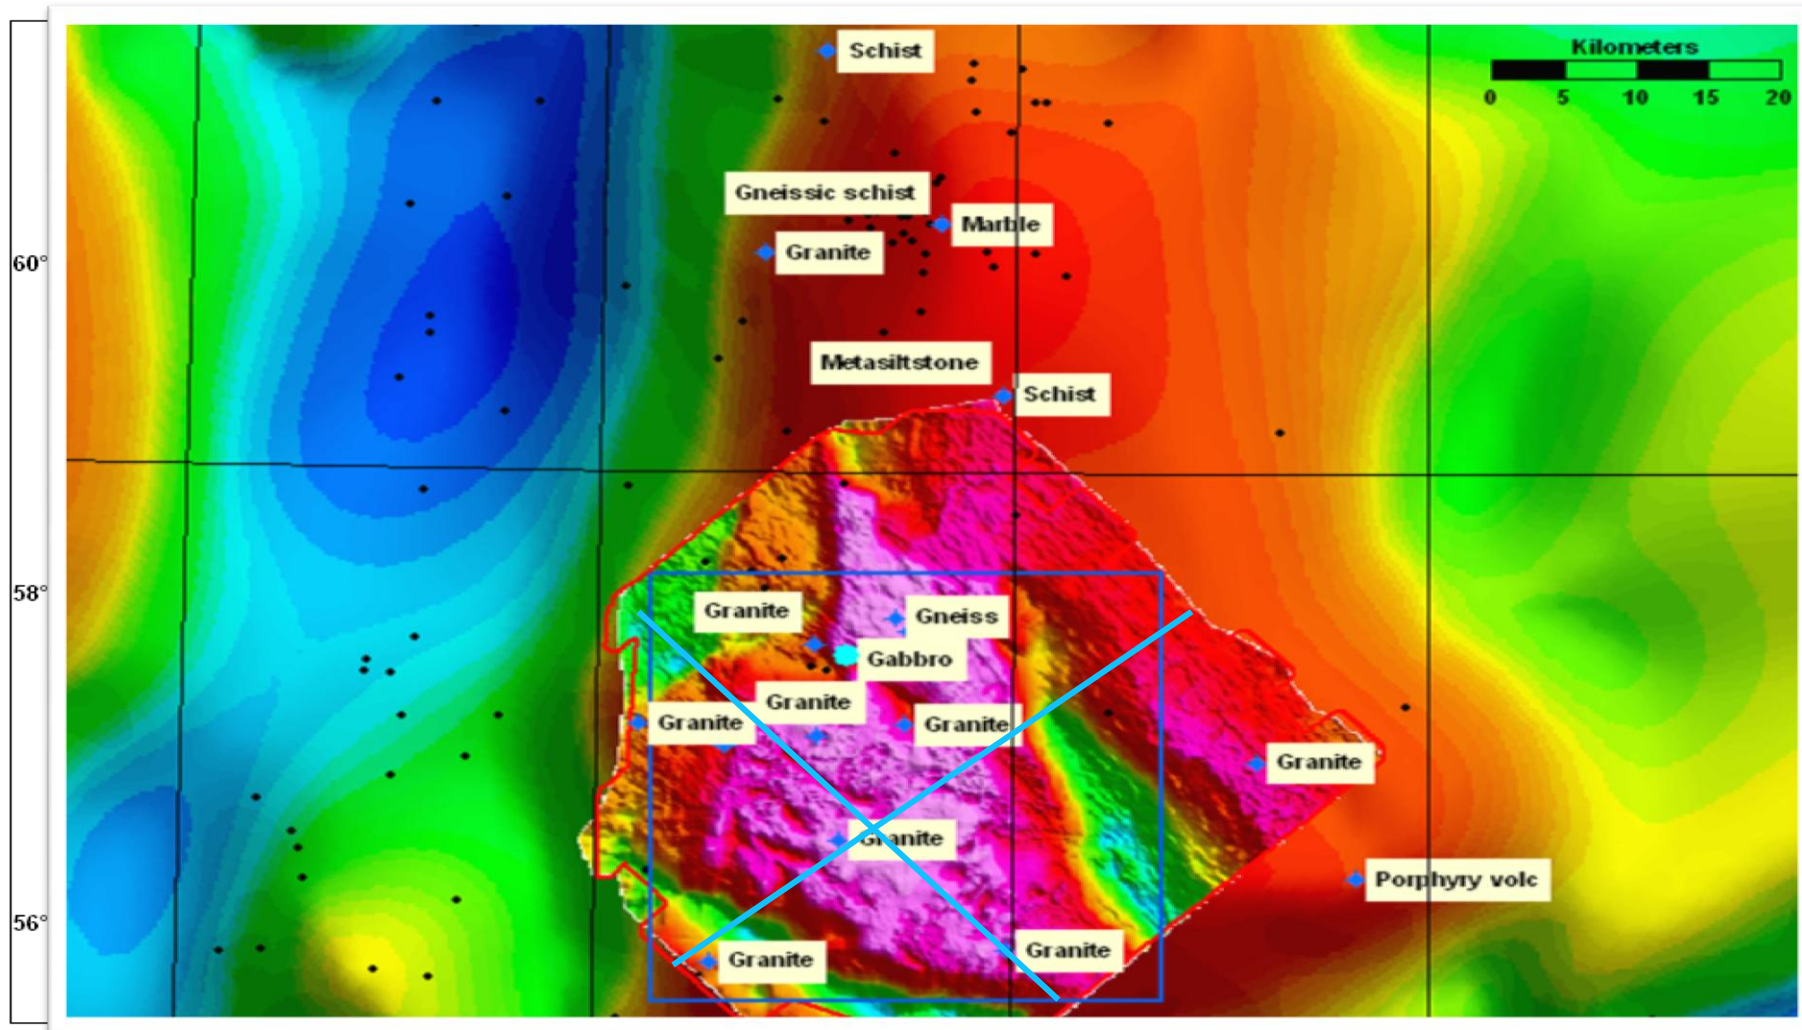 Schist
Kilometers
0 5 10 15 20
Gneissic schist
Marble
Granite
60°
Metasiltstone
Schist
58°
Granite
Gneiss
Gabbro
Granite
Granite
Granite
Granite
Granite
Porphyry volc
56°
Granite
Granite